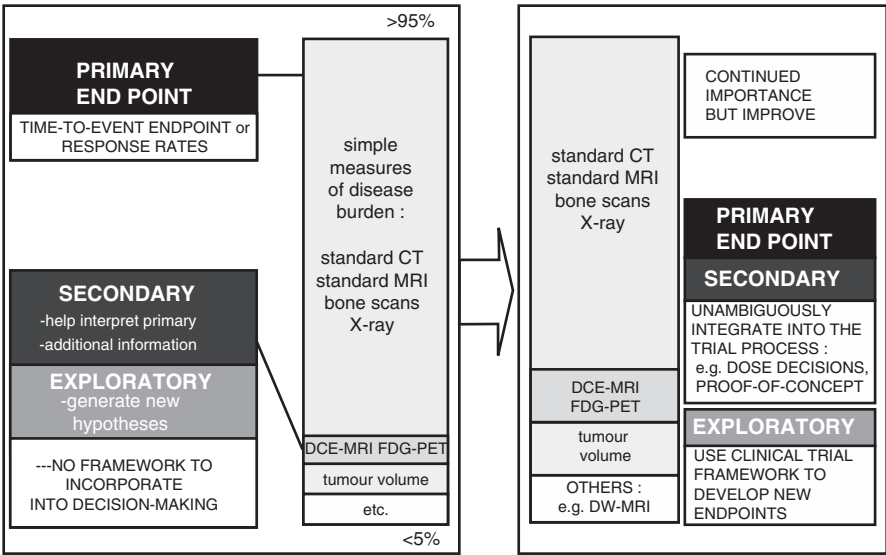 >95%
PRIMARY
END POINT
TIME-TO-EVENT ENDPOINT or
RESPONSE RATES
SECONDARY
-help interpret primary
-additional information
EXPLORATORY
-generate new
hypotheses
---NO FRAMEWORK TO
INCORPORATE
INTO DECISION-MAKING
simple
measures
of disease
burden :
standard CT
standard MRI
bone scans
X-ray
DCE-MRI FDG-PET
tumour volume
etc.
<5%
standard CT
standard MRI
bone scans
X-ray
DCE-MRI
FDG-PET
tumour
volume
OTHERS :
e.g. DW-MRI
CONTINUED
IMPORTANCE
BUT IMPROVE
PRIMARY
END POINT
SECONDARY
UNAMBIGUOUSLY
INTEGRATE INTO THE
TRIAL PROCESS :
e.g. DOSE DECISIONS,
PROOF-OF-CONCEPT
EXPLORATORY
USE CLINICAL TRIAL
FRAMEWORK TO
DEVELOP NEW
ENDPOINTS